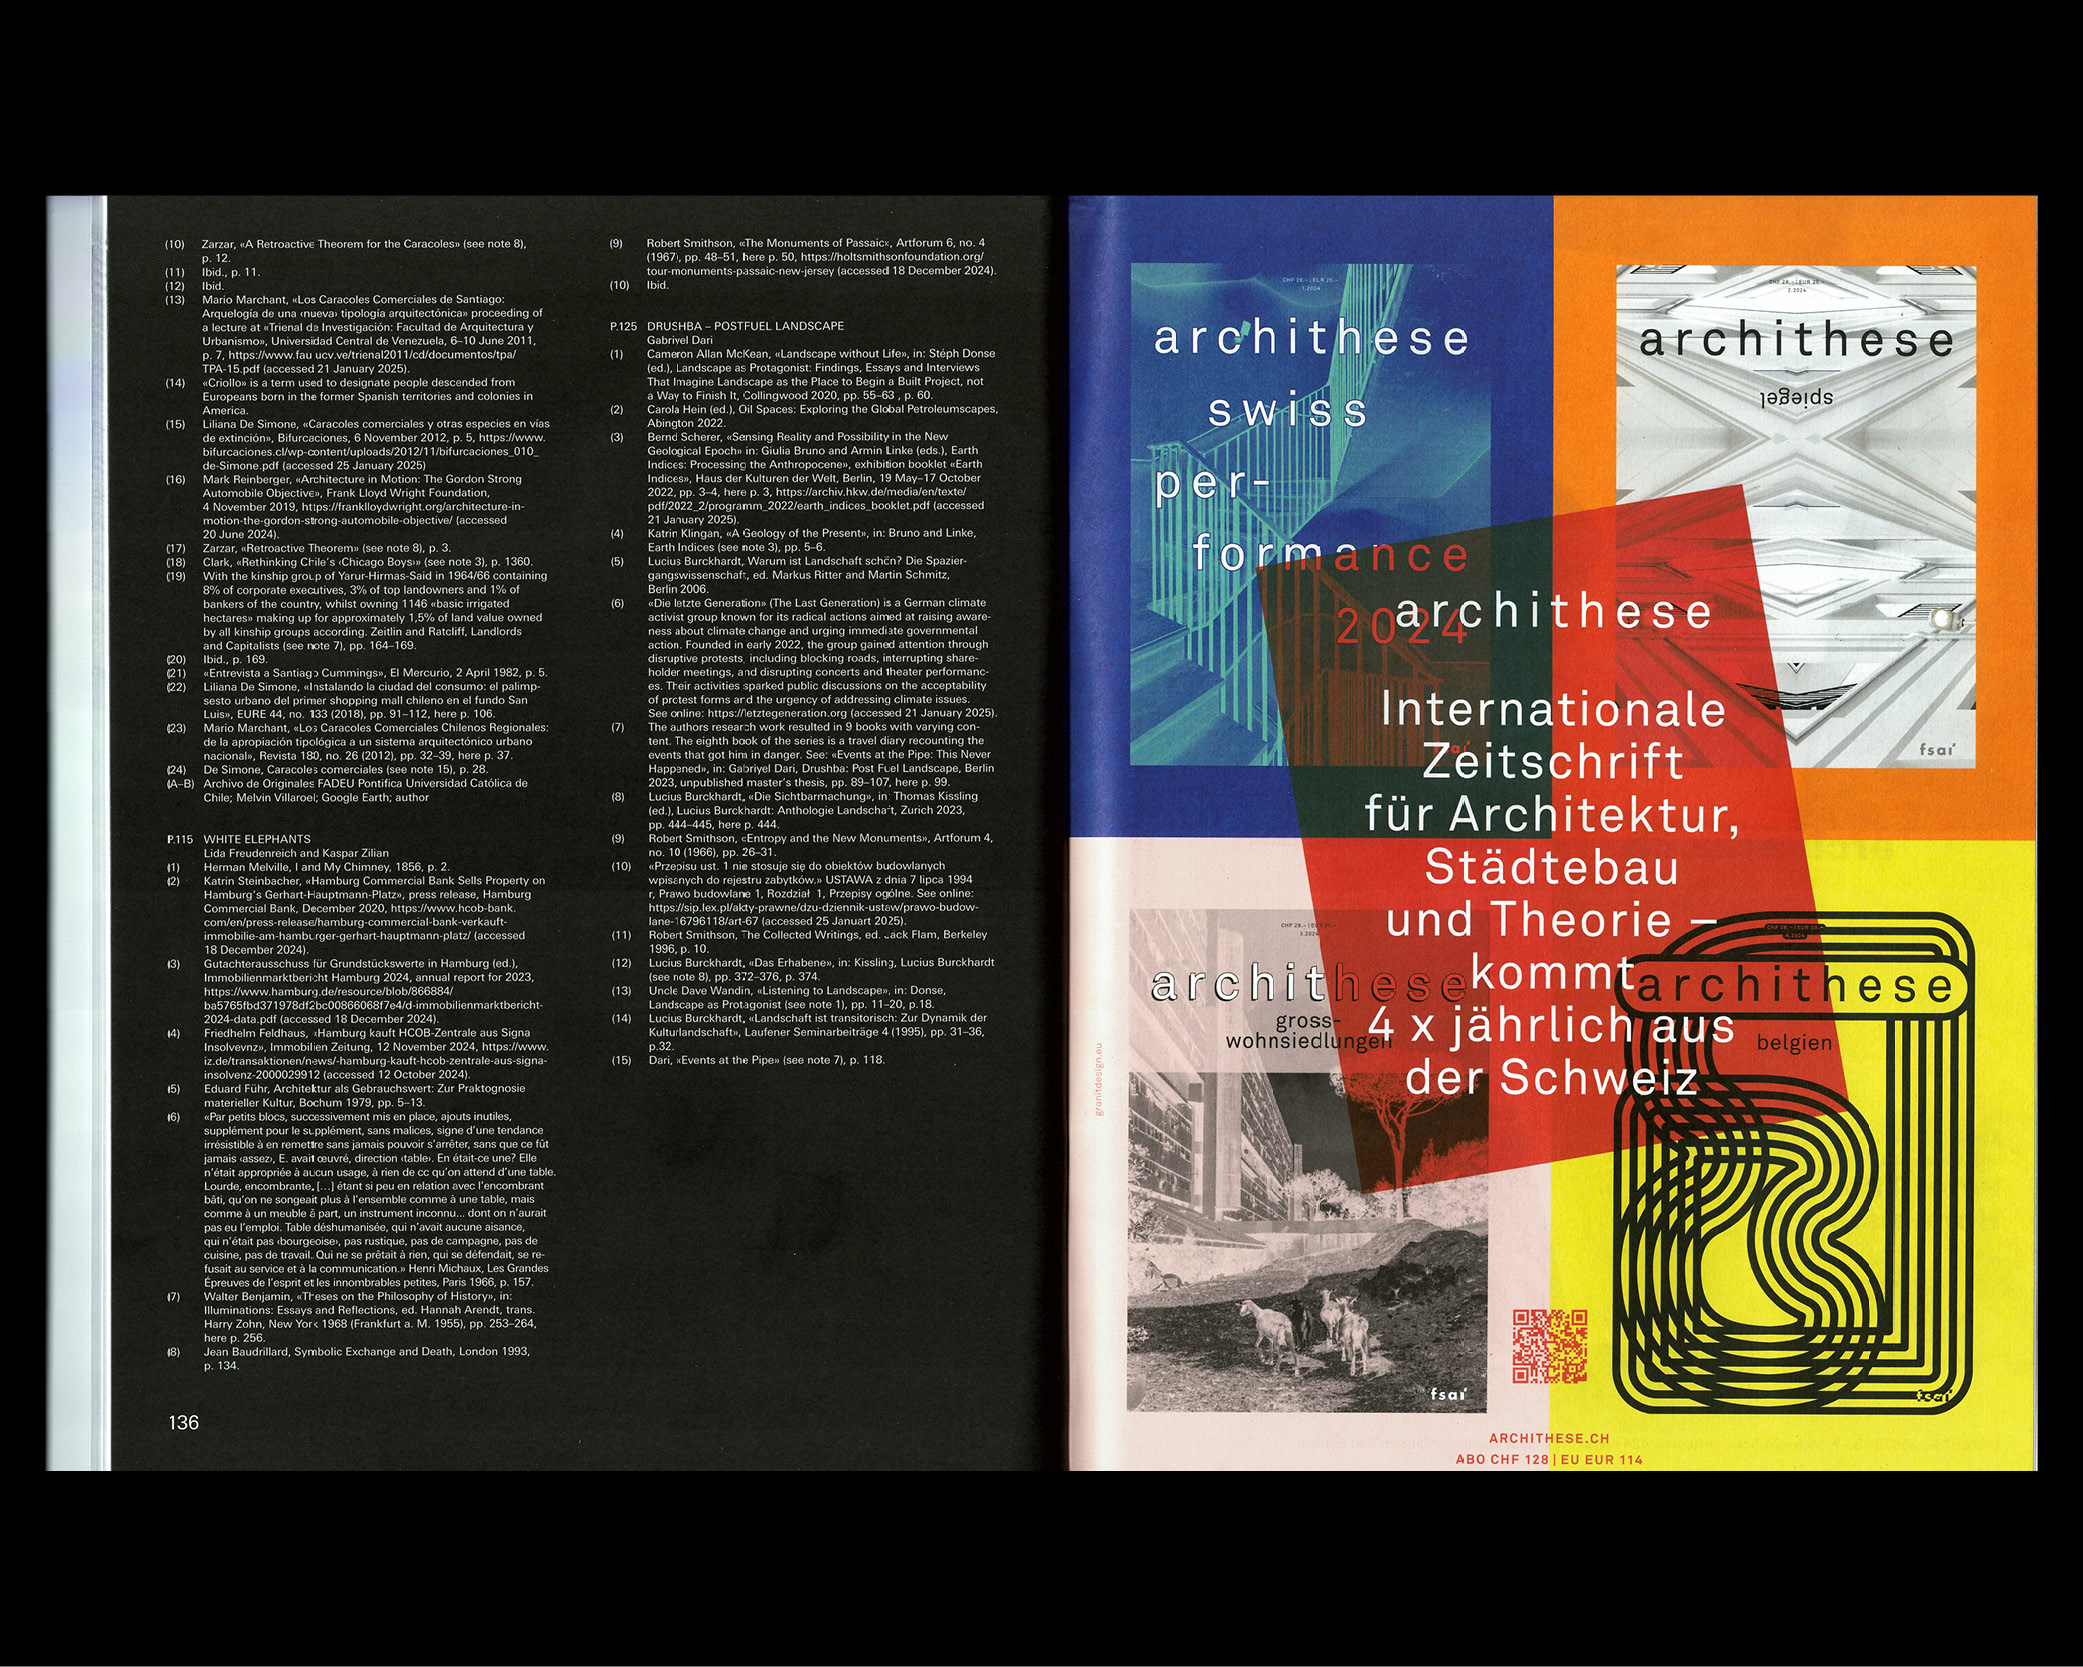 (10) Zarzar, «A Retroactive Theorem for the Caracoles» (see note 8),
p. 12.
(11) Ibid., p. 11.
(12) Ibid.
(13) Mario Marchant, «Los Caracoles Comerciales de Santiago:
Arquelogía de una ‹nueva› tipología arquitectónica» proceeding of
a lecture at «Trienal de Investigación: Facultad de Arquitectura y
Urbanismo», Universidad Central de Venezuela, 6–10 June 2011,
p. 7, https://www.fau.ucv.ve/trienal2011/cd/documentos/tpa/
TPA-15.pdf (accessed 21 January 2025).
(14) «Criollo» is a term used to designate people descended from
Europeans born in the former Spanish territories and colonies in
America.
(15) Liliana De Simone, «Caracoles comerciales y otras especies en vías
de extinción», Bifurcaciones, 6 November 2012, p. 5, https://www.
bifurcaciones.cl/wp-content/uploads/2012/11/bifurcaciones_010_
de-Simone.pdf (accessed 25 January 2025)
(16) Mark Reinberger, «Architecture in Motion: The Gordon Strong
Automobile Objective», Frank Lloyd Wright Foundation,
4 November 2019, https://franklloydwright.org/architecture-in-
motion-the-gordon-strong-automobile-objective/ (accessed
20 June 2024).
(17) Zarzar, «Retroactive Theorem» (see note 8), p. 3.
(18) Clark, «Rethinking Chile's ‹Chicago Boys›» (see note 3), p. 1360.
(19) With the kinship group of Yarur-Hirmas-Said in 1964/66 containing
8% of corporate executives, 3% of top landowners and 1% of
bankers of the country, whilst owning 1146 «basic irrigated
hectares» making up for approximately 1,5% of land value owned
by all kinship groups according. Zeitlin and Ratcliff, Landlords
and Capitalists (see note 7), pp. 164–169.
(20) Ibid., p. 169.
(21) «Entrevista a Santiago Cummings», El Mercurio, 2 April 1982, p. 5.
(22) Liliana De Simone, «Instalando la ciudad del consumo: el palimp-
sesto urbano del primer shopping mall chileno en el fundo San
Luis», EURE 44, no. 133 (2018), pp. 91–112, here p. 106.
(23) Mario Marchant, «Los Caracoles Comerciales Chilenos Regionales:
de la apropiación tipológica a un sistema arquitectónico urbano
nacional», Revista 180, no. 26 (2012), pp. 32–39, here p. 37.
(24) De Simone, Caracoles comerciales (see note 15), p. 28.
(A–B) Archivo de Originales FADEU Pontifica Universidad Católica de
Chile; Melvin Villaroel; Google Earth; author
P.115 WHITE ELEPHANTS
Lida Freudenreich and Kaspar Zilian
(1) Herman Melville, I and My Chimney, 1856, p. 2.
(2) Katrin Steinbacher, «Hamburg Commercial Bank Sells Property on
Hamburg's Gerhart-Hauptmann-Platz», press release, Hamburg
Commercial Bank, December 2020, https://www.hcob-bank.
com/en/press-release/hamburg-commercial-bank-verkauft-
immobilie-am-hamburger-gerhart-hauptmann-platz/ (accessed
18 December 2024).
(3) Gutachterausschuss für Grundstückswerte in Hamburg (ed.),
Immobilienmarktbericht Hamburg 2024, annual report for 2023,
https://www.hamburg.de/resource/blob/866884/
ba5765fbd371978df2bc00866068f7e4/d-immobilienmarktbericht-
2024-data.pdf (accessed 18 December 2024).
(4) Friedhelm Feldhaus, «Hamburg kauft HCOB-Zentrale aus Signa
Insolvevnz», Immobilien Zeitung, 12 November 2024, https://www.
iz.de/transaktionen/news/-hamburg-kauft-hcob-zentrale-aus-signa-
insolvenz-2000029912 (accessed 12 October 2024).
(5) Eduard Führ, Architektur als Gebrauchswert: Zur Praktognosie
materieller Kultur, Bochum 1979, pp. 5–13.
(6) «Par petits blocs, successivement mis en place, ajouts inutiles,
supplément pour le supplément, sans malices, signe d'une tendance
irrésistible à en remettre sans jamais pouvoir s'arrêter, sans que ce fût
jamais ‹assez›, E. avait œuvré, direction ‹table›. En était-ce une? Elle
n'était appropriée à aucun usage, à rien de cc qu'on attend d'une table.
Lourde, encombrante, […] étant si peu en relation avec l'encombrant
bâti, qu'on ne songeait plus à l'ensemble comme à une table, mais
comme à un meuble à part, un instrument inconnu... dont on n'aurait
pas eu l'emploi. Table déshumanisée, qui n'avait aucune aisance,
qui n'était pas ‹bourgeoise›, pas rustique, pas de campagne, pas de
cuisine, pas de travail. Qui ne se prêtait à rien, qui se défendait, se re-
fusait au service et à la communication.» Henri Michaux, Les Grandes
Épreuves de l'esprit et les innombrables petites, Paris 1966, p. 157.
(7) Walter Benjamin, «Theses on the Philosophy of History», in:
Illuminations: Essays and Reflections, ed. Hannah Arendt, trans.
Harry Zohn, New York 1968 (Frankfurt a. M. 1955), pp. 253–264,
here p. 256.
(8) Jean Baudrillard, Symbolic Exchange and Death, London 1993,
p. 134.
136
(9) Robert Smithson, «The Monuments of Passaic», Artforum 6, no. 4
(1967), pp. 48–51, here p. 50, https://holtsmithsonfoundation.org/
tour-monuments-passaic-new-jersey (accessed 18 December 2024).
(10) Ibid.
P.125 DRUSHBA – POSTFUEL LANDSCAPE
Gabriyel Dari
(1) Cameron Allan McKean, «Landscape without Life», in: Stéph Donse
(ed.), Landscape as Protagonist: Findings, Essays and Interviews
That Imagine Landscape as the Place to Begin a Built Project, not
a Way to Finish It, Collingwood 2020, pp. 55–63 , p. 60.
(2) Carola Hein (ed.), Oil Spaces: Exploring the Global Petroleumscapes,
Abington 2022.
(3) Bernd Scherer, «Sensing Reality and Possibility in the New
Geological Epoch» in: Giulia Bruno and Armin Linke (eds.), Earth
Indices: Processing the Anthropocene», exhibition booklet «Earth
Indices», Haus der Kulturen der Welt, Berlin, 19 May–17 October
2022, pp. 3–4, here p. 3, https://archiv.hkw.de/media/en/texte/
pdf/2022_2/programm_2022/earth_indices_booklet.pdf (accessed
21 January 2025).
(4) Katrin Klingan, «A Geology of the Present», in: Bruno and Linke,
Earth Indices (see note 3), pp. 5–6.
(5) Lucius Burckhardt, Warum ist Landschaft schön? Die Spazier-
gangswissenschaft, ed. Markus Ritter and Martin Schmitz,
Berlin 2006.
(6) «Die letzte Generation» (The Last Generation) is a German climate
activist group known for its radical actions aimed at raising aware-
ness about climate change and urging immediate governmental
action. Founded in early 2022, the group gained attention through
disruptive protests, including blocking roads, interrupting share-
holder meetings, and disrupting concerts and theater performanc-
es. Their activities sparked public discussions on the acceptability
of protest forms and the urgency of addressing climate issues.
See online: https://letztegeneration.org (accessed 21 January 2025).
(7) The authors research work resulted in 9 books with varying con-
tent. The eighth book of the series is a travel diary recounting the
events that got him in danger. See: «Events at the Pipe: This Never
Happened», in: Gabriyel Dari, Drushba: Post Fuel Landscape, Berlin
2023, unpublished master's thesis, pp. 89–107, here p. 99.
(8) Lucius Burckhardt, «Die Sichtbarmachung», in: Thomas Kissling
(ed.), Lucius Burckhardt: Anthologie Landschaft, Zurich 2023,
pp. 444–445, here p. 444.
(9) Robert Smithson, «Entropy and the New Monuments», Artforum 4,
no. 10 (1966), pp. 26–31.
(10) «Przepisu ust. 1 nie stosuje się do obiektów budowlanych
wpisanych do rejestru zabytków.» USTAWA z dnia 7 lipca 1994
r, Prawo budowlane 1, Rozdział 1, Przepisy ogólne. See online:
https://sip.lex.pl/akty-prawne/dzu-dziennik-ustaw/prawo-budow-
lane-16796118/art-67 (accessed 25 Januart 2025).
(11) Robert Smithson, The Collected Writings, ed. Jack Flam, Berkeley
1996, p. 10.
(12) Lucius Burckhardt, «Das Erhabene», in: Kissling, Lucius Burckhardt
(see note 8), pp. 372–376, p. 374.
(13) Uncle Dave Wandin, «Listening to Landscape», in: Donse,
Landscape as Protagonist (see note 1), pp. 11–20, p.18.
(14) Lucius Burckhardt, «Landschaft ist transitorisch: Zur Dynamik der
Kulturlandschaft», Laufener Seminarbeiträge 4 (1995), pp. 31–36,
p.32.
(15) Dari, «Events at the Pipe» (see note 7), p. 118.
CHF 28.– | EUR 25.–
1.2024
archithese
swiss
per-
formance
2024
CHF 28.– | EUR 25.–
2.2024
archithese
spiegel
fsai
archithese
Internationale
Zeitschrift
für Architektur,
Städtebau
und Theorie –
kommt
4 x jährlich aus
der Schweiz
CHF 28.– | EUR 25.–
3.2024
archithese
gross-
wohnsiedlungen
fsai
CHF 28.– | EUR 25.–
4.2024
archithese
belgien
fsai
granitdesign.eu
ARCHITHESE.CH
ABO CHF 128 | EU EUR 114